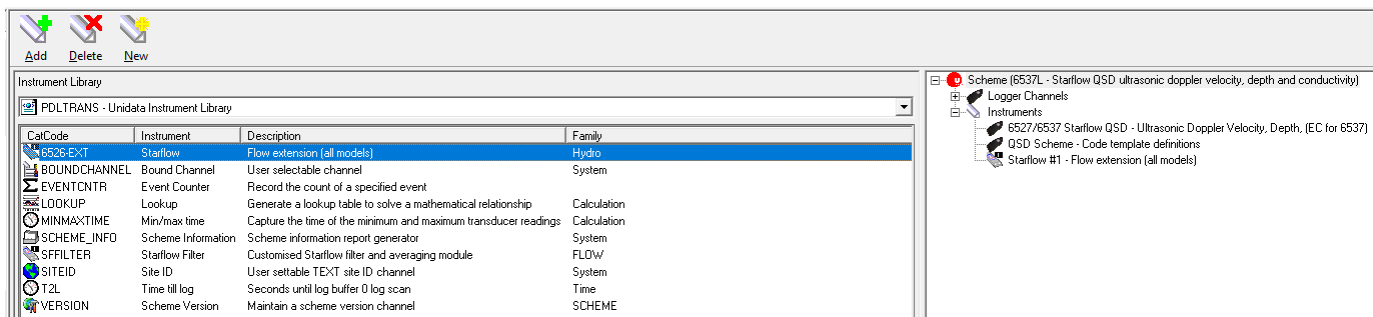 Add Delete New
Instrument Library
PDLTRANS - Unidata Instrument Library
CatCode Instrument Description Family
6526-EXT Starflow Flow extension (all models) Hydro
BOUNDCHANNEL Bound Channel User selectable channel System
EVENTCNTR Event Counter Record the count of a specified event
LOOKUP Lookup Generate a lookup table to solve a mathematical relationship Calculation
MINMAXTIME Min/max time Capture the time of the minimum and maximum transducer readings Calculation
SCHEME_INFO Scheme Information Scheme information report generator System
SFFILTER Starflow Filter Customised Starflow filter and averaging module FLOW
SITEID Site ID User settable TEXT site ID channel System
T2L Time till log Seconds until log buffer 0 log scan Time
VERSION Scheme Version Maintain a scheme version channel SCHEME
Scheme (6537L - Starflow QSD ultrasonic doppler velocity, depth and conductivity)
Logger Channels
Instruments
6527/6537 Starflow QSD - Ultrasonic Doppler Velocity, Depth, (EC for 6537)
QSD Scheme - Code template definitions
Starflow #1 - Flow extension (all models)